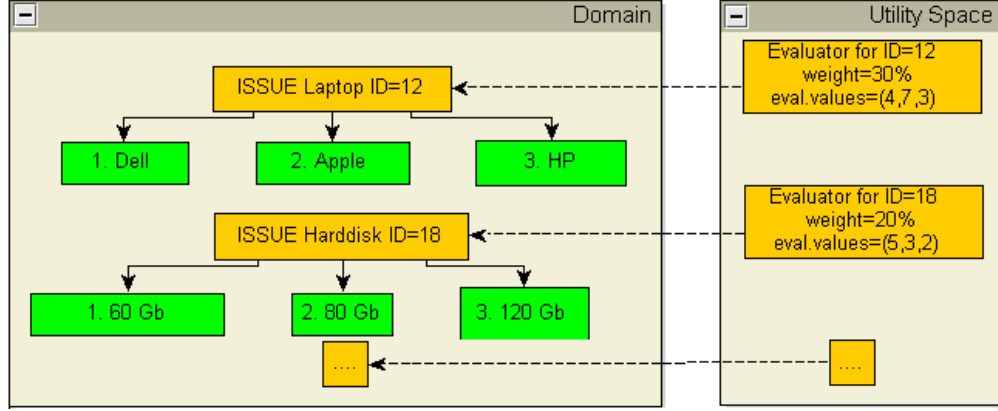 Domain
ISSUE Laptop ID=12
1. Dell
2. Apple
3. HP
ISSUE Harddisk ID=18
1. 60 Gb
2. 80 Gb
3. 120 Gb
....
Utility Space
Evaluator for ID=12
weight=30%
eval.values=(4,7,3)
Evaluator for ID=18
weight=20%
eval.values=(5,3,2)
....